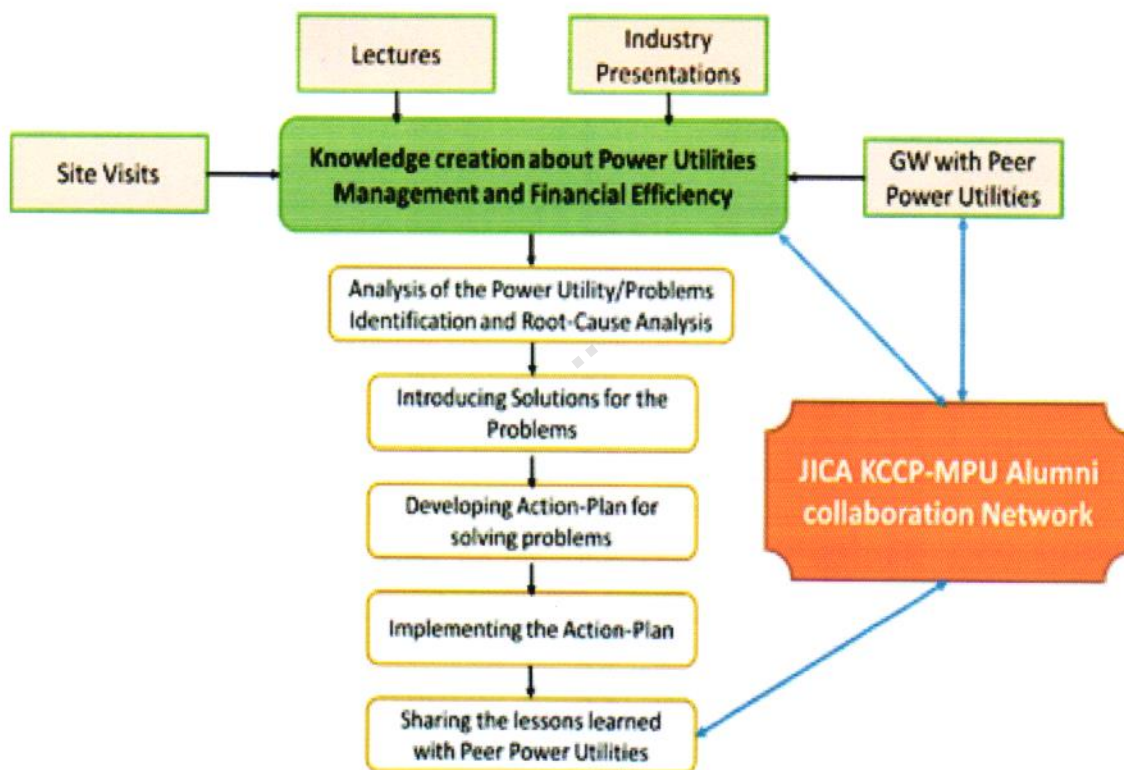 Lectures
Industry
Presentations
Site Visits
Knowledge creation about Power Utilities
Management and Financial Efficiency
GW with Peer
Power Utilities
Analysis of the Power Utility/Problems
Identification and Root-Cause Analysis
Introducing Solutions for the
Problems
JICA KCCP-MPU Alumni
collaboration Network
Developing Action-Plan for
solving problems
Implementing the Action-Plan
Sharing the lessons learned
with Peer Power Utilities